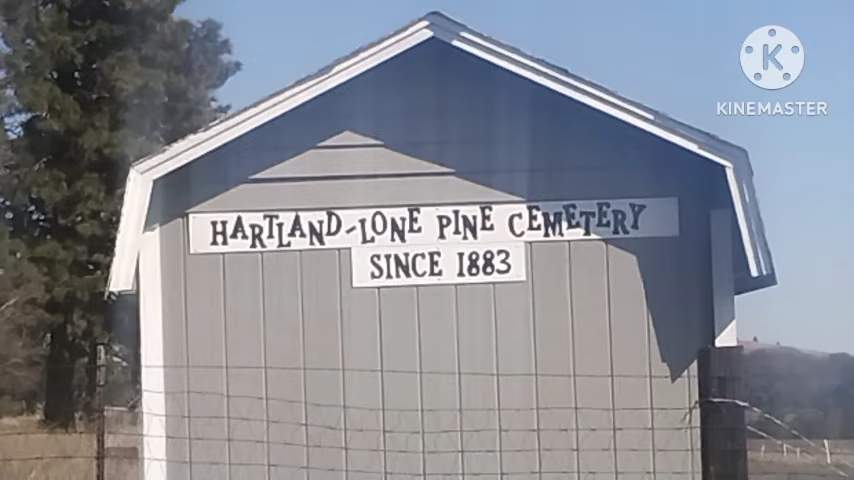 K
KINEMASTER
HARTLAND-LONE PINE CEMETERY
SINCE 1883